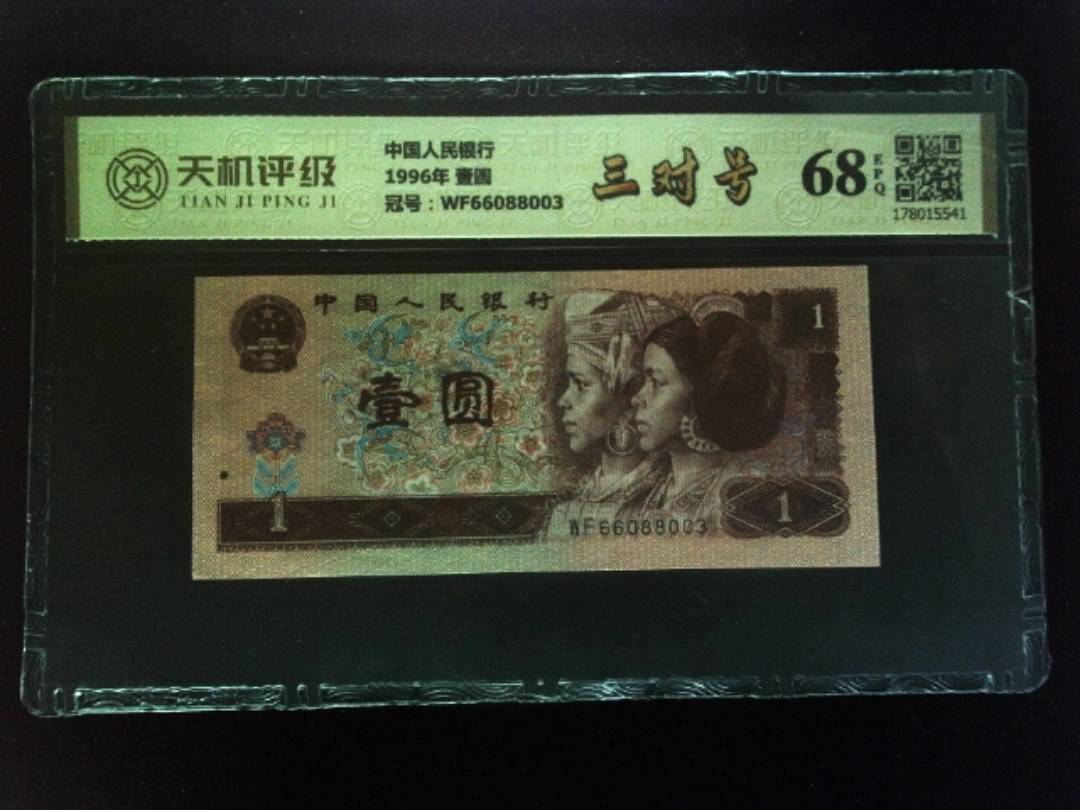 天机评级
TIAN JI PING JI
中国人民银行
1996年 壹圆
冠号：WF66088003
三对号
68
EPQ
178015541
中国人民银行
壹圆
1
1
1
WF66088003